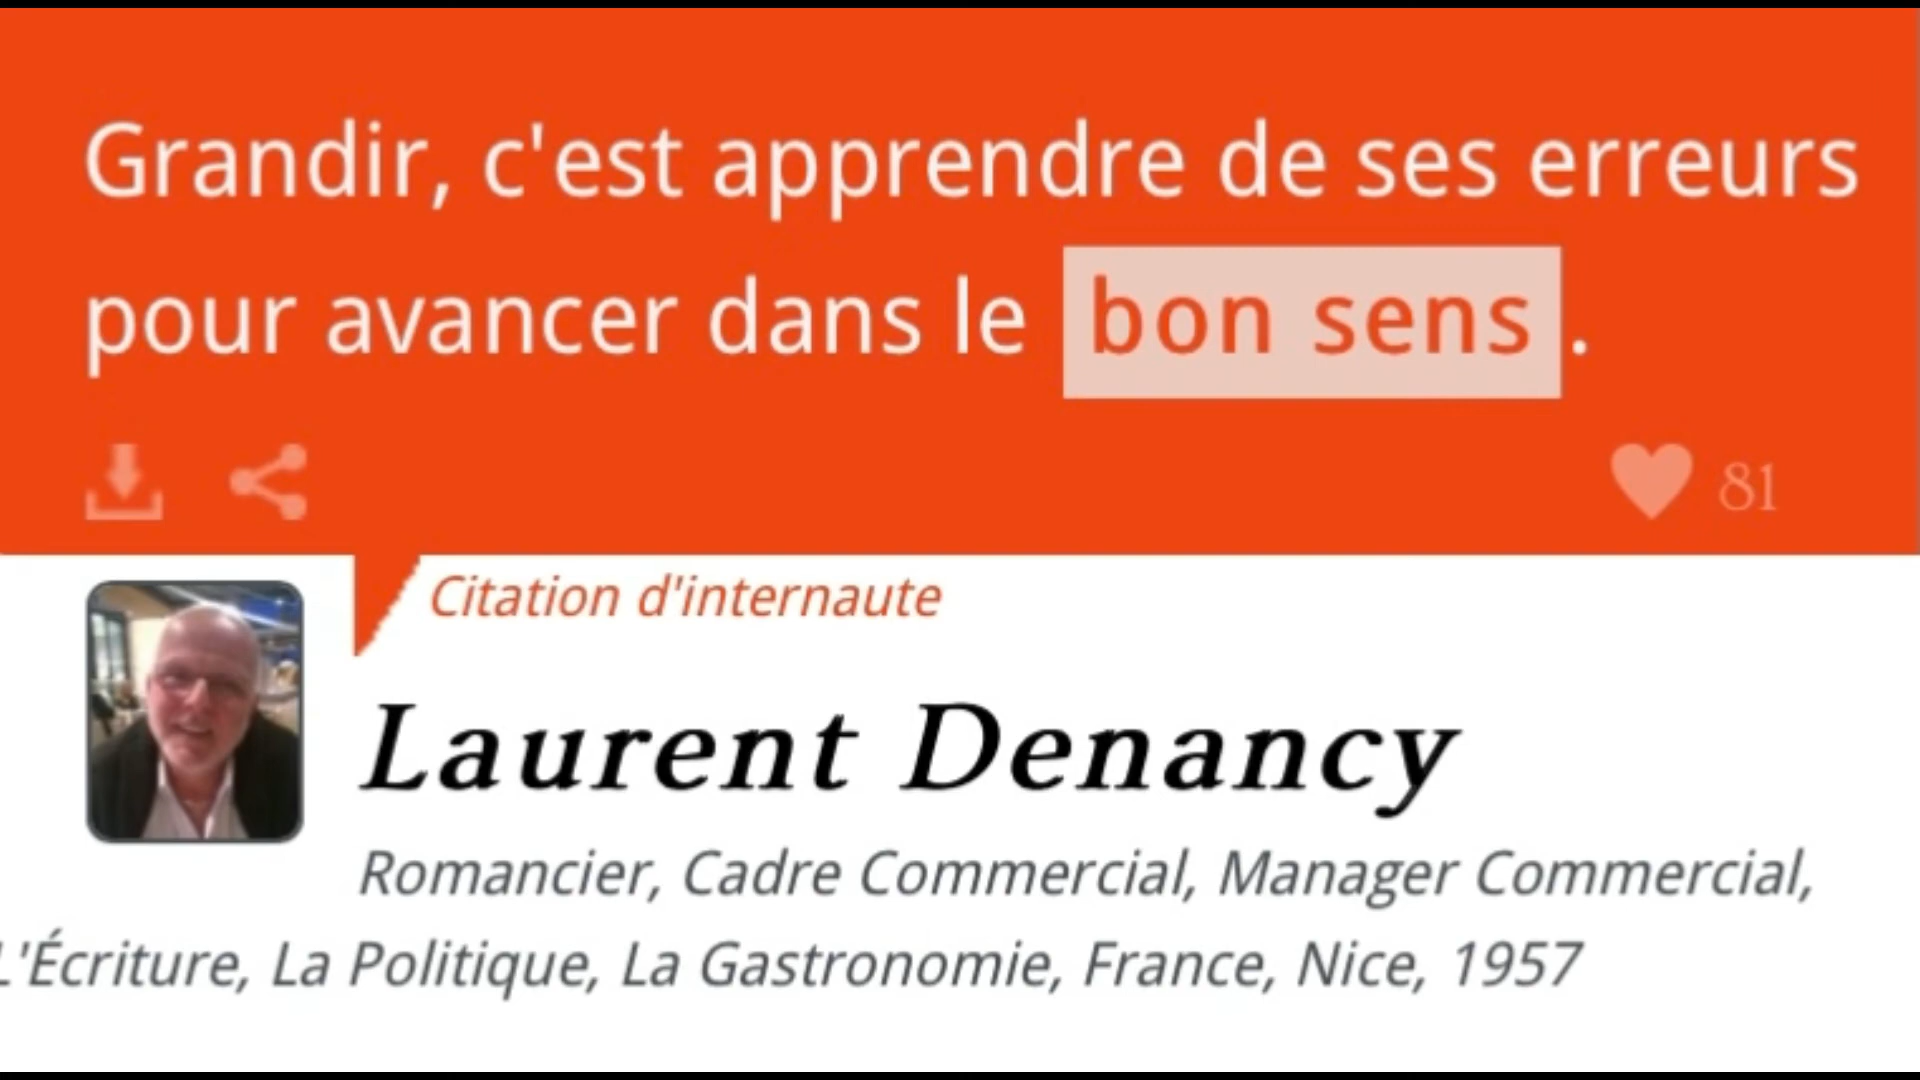 Grandir, c'est apprendre de ses erreurs
pour avancer dans le bon sens.
81
Citation d'internaute
Laurent Denancy
Romancier, Cadre Commercial, Manager Commercial,
L'Écriture, La Politique, La Gastronomie, France, Nice, 1957